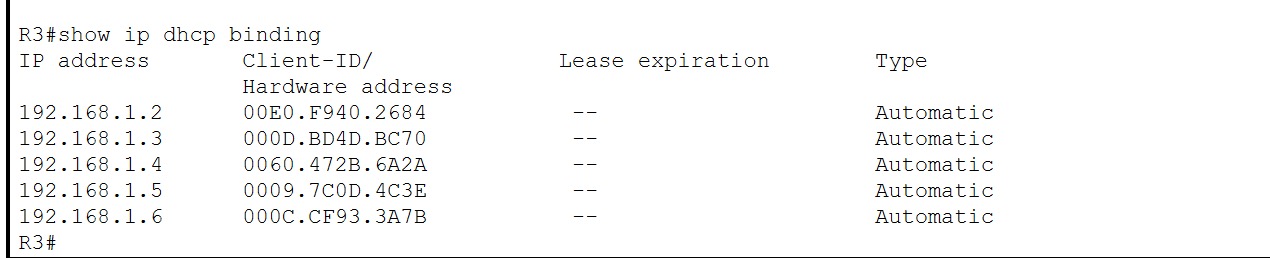 R3#show ip dhcp binding
IP address       Client-ID/              Lease expiration        Type
                 Hardware address
192.168.1.2      00E0.F940.2684           --                     Automatic
192.168.1.3      000D.BD4D.BC70           --                     Automatic
192.168.1.4      0060.472B.6A2A           --                     Automatic
192.168.1.5      0009.7C0D.4C3E           --                     Automatic
192.168.1.6      000C.CF93.3A7B           --                     Automatic
R3#